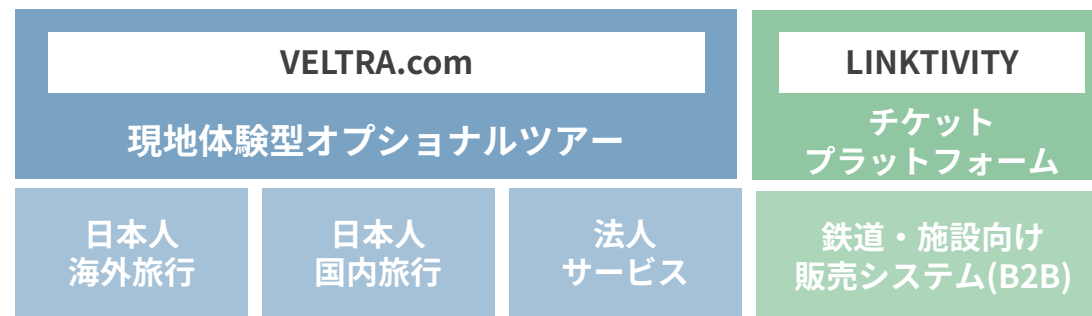 VELTRA.com
現地体験型オプショナルツアー
LINKTIVITY
チケット
プラットフォーム
日本人
海外旅行
日本人
国内旅行
法人
サービス
鉄道・施設向け
販売システム(B2B)